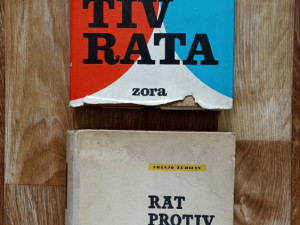 TIV
RATA
zora
FRANJO TUĐMAN
RAT
PROTIV